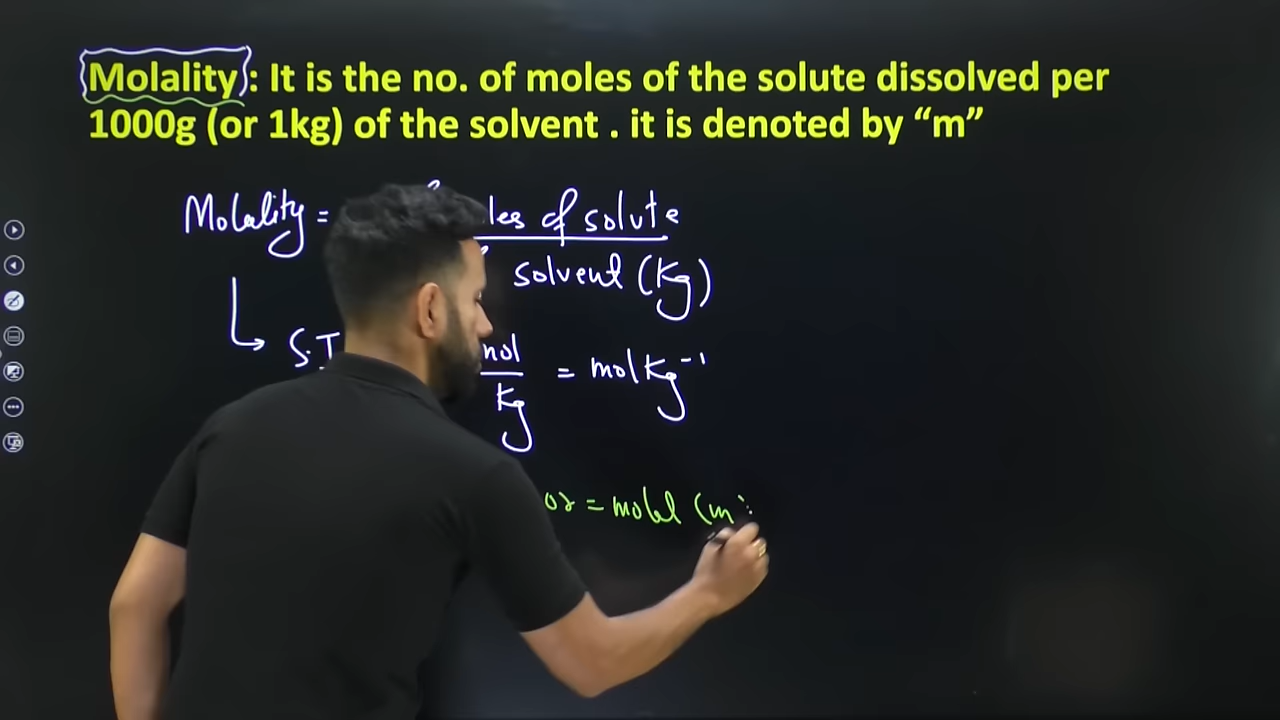 Molality : It is the no. of moles of the solute dissolved per
1000g (or 1kg) of the solvent . it is denoted by “m”
Molality = les of solute
solvent (Kg)
S.I
mol
Kg
= mol Kg⁻¹
or = molal (m)